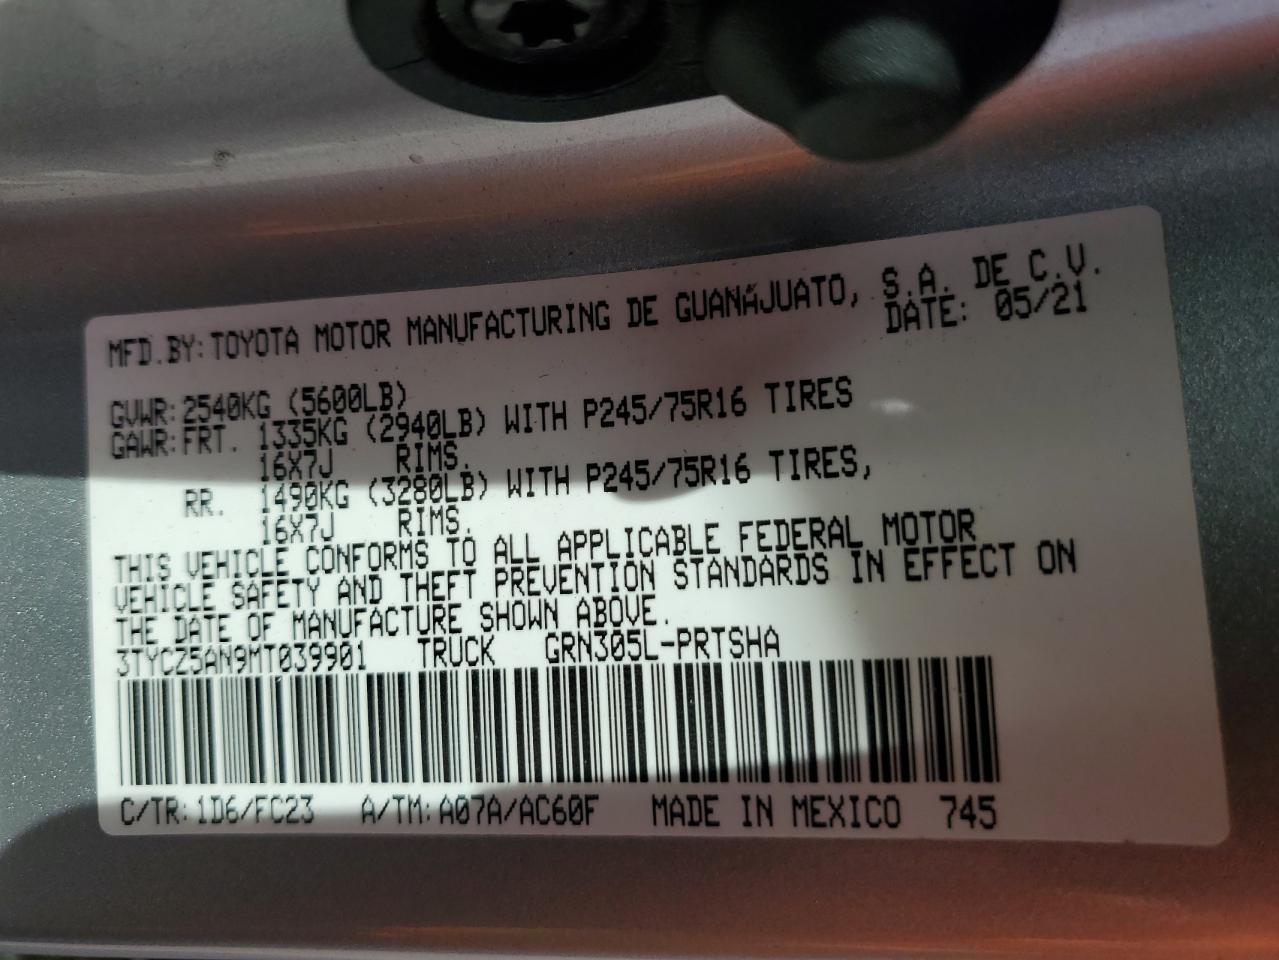 MFD.BY:TOYOTA MOTOR MANUFACTURING DE GUANAJUATO, S.A. DE C.V.
DATE: 05/21
GVWR:2540KG (5600LB)
GAWR:FRT. 1335KG (2940LB) WITH P245/75R16 TIRES
16X7J RIMS.
RR. 1490KG (3280LB) WITH P245/75R16 TIRES,
16X7J RIMS.
THIS VEHICLE CONFORMS TO ALL APPLICABLE FEDERAL MOTOR
VEHICLE SAFETY AND THEFT PREVENTION STANDARDS IN EFFECT ON
THE DATE OF MANUFACTURE SHOWN ABOVE.
3TYCZ5AN9MT039901 TRUCK GRN305L-PRTSHA
C/TR:1D6/FC23 A/TM:A07A/AC60F MADE IN MEXICO 745